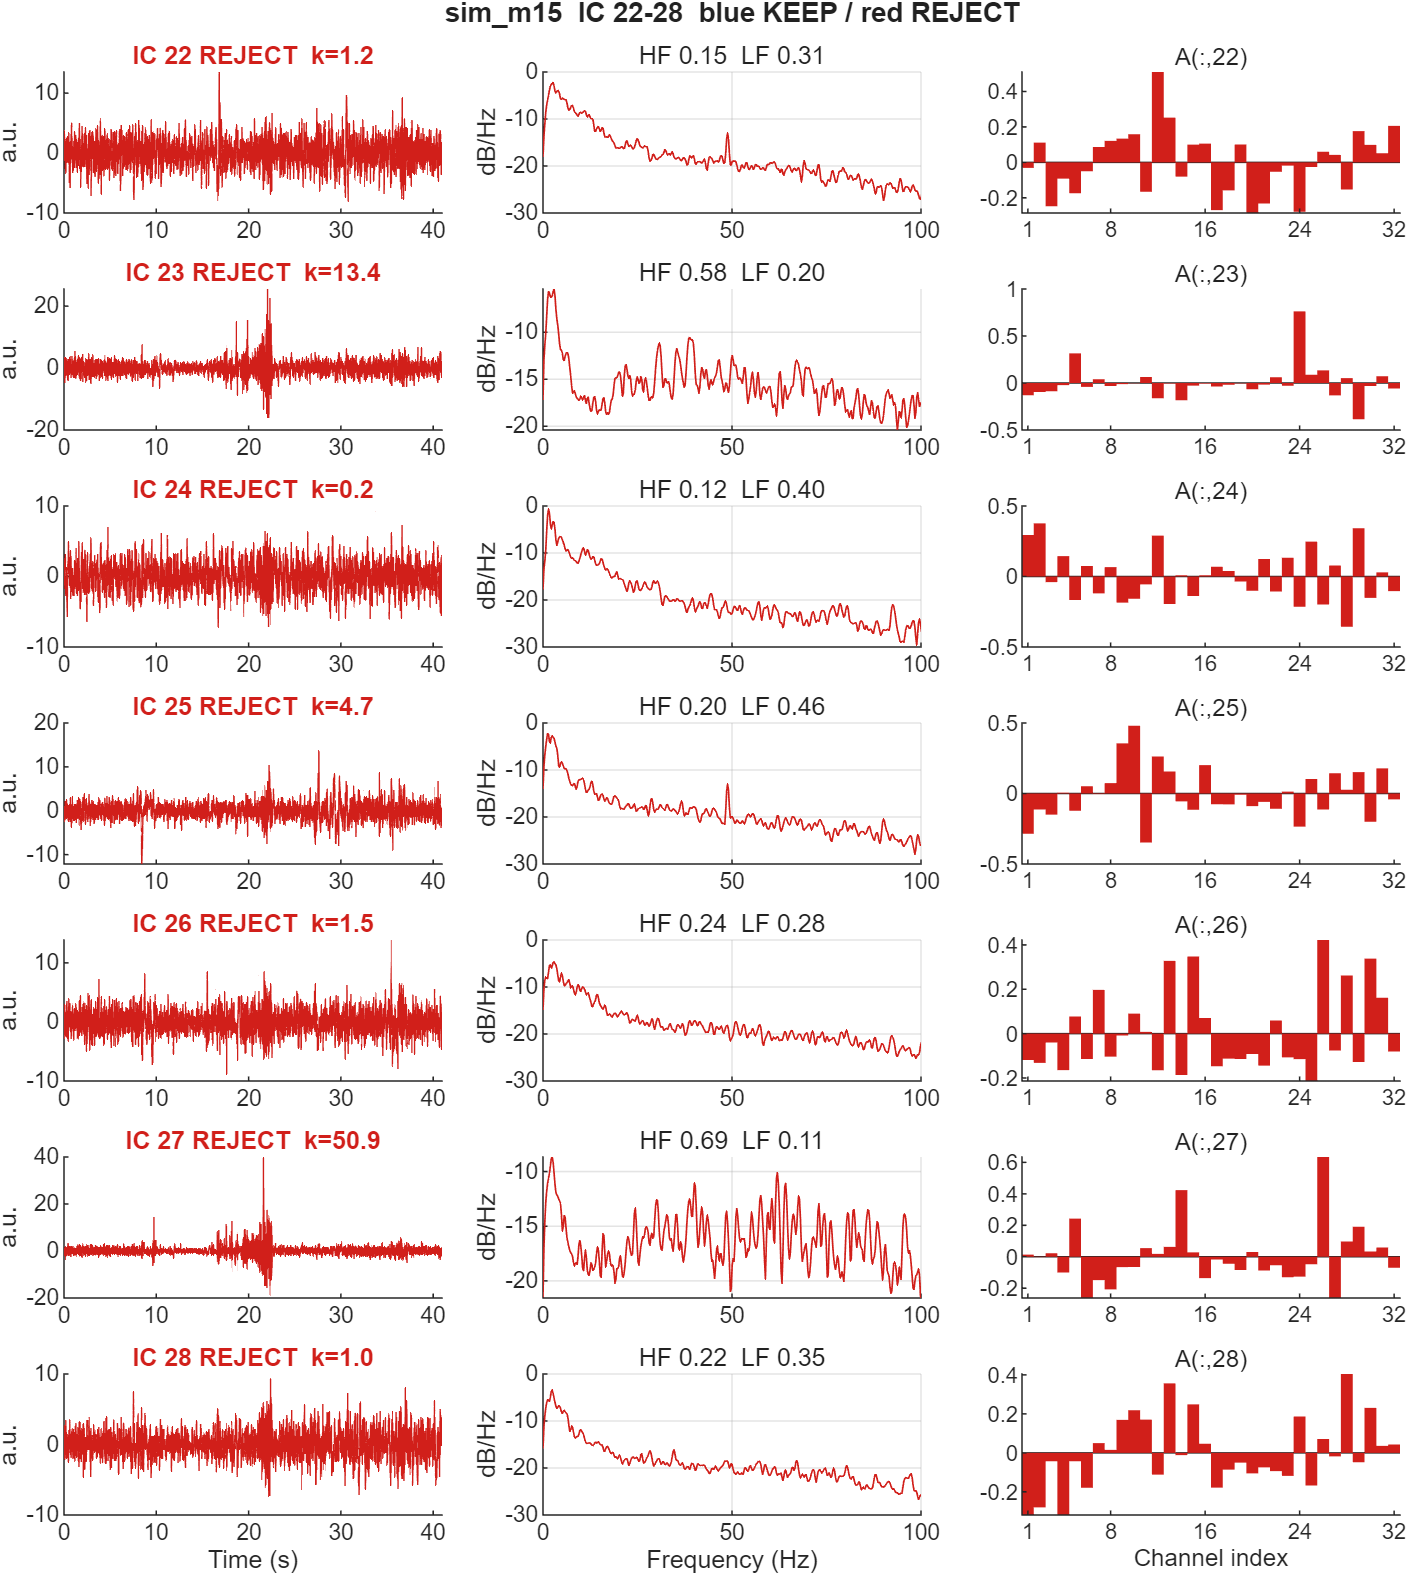 sim_m15  IC 22-28  blue KEEP / red REJECT
IC 22 REJECT  k=1.2
HF 0.15  LF 0.31
A(:,22)
a.u.
10
0
-10
0 10 20 30 40
dB/Hz
0
-10
-20
-30
0 50 100
0.4
0.2
0
-0.2
1 8 16 24 32
IC 23 REJECT  k=13.4
HF 0.58  LF 0.20
A(:,23)
a.u.
20
0
-20
0 10 20 30 40
dB/Hz
-10
-15
-20
0 50 100
1
0.5
0
-0.5
1 8 16 24 32
IC 24 REJECT  k=0.2
HF 0.12  LF 0.40
A(:,24)
a.u.
10
0
-10
0 10 20 30 40
dB/Hz
0
-10
-20
-30
0 50 100
0.5
0
-0.5
1 8 16 24 32
IC 25 REJECT  k=4.7
HF 0.20  LF 0.46
A(:,25)
a.u.
20
10
0
-10
0 10 20 30 40
dB/Hz
0
-10
-20
-30
0 50 100
0.5
0
-0.5
1 8 16 24 32
IC 26 REJECT  k=1.5
HF 0.24  LF 0.28
A(:,26)
a.u.
10
0
-10
0 10 20 30 40
dB/Hz
0
-10
-20
-30
0 50 100
0.4
0.2
0
-0.2
1 8 16 24 32
IC 27 REJECT  k=50.9
HF 0.69  LF 0.11
A(:,27)
a.u.
40
20
0
-20
0 10 20 30 40
dB/Hz
-10
-15
-20
0 50 100
0.6
0.4
0.2
0
-0.2
1 8 16 24 32
IC 28 REJECT  k=1.0
HF 0.22  LF 0.35
A(:,28)
a.u.
10
0
-10
0 10 20 30 40
Time (s)
dB/Hz
0
-10
-20
-30
0 50 100
Frequency (Hz)
0.4
0.2
0
-0.2
1 8 16 24 32
Channel index